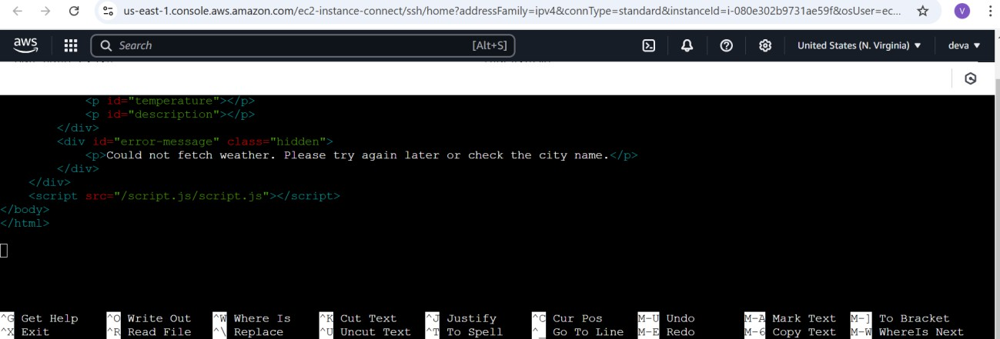 us-east-1.console.aws.amazon.com/ec2-instance-connect/ssh/home?addressFamily=ipv4&connType=standard&instanceId=i-080e302b9731ae59f&osUser=ec...
V
aws
Search
[Alt+S]
United States (N. Virginia)
deva
<p id="temperature"></p>
<p id="description"></p>
</div>
<div id="error-message" class="hidden">
<p>Could not fetch weather. Please try again later or check the city name.</p>
</div>
</div>
<script src="/script.js/script.js"></script>
</body>
</html>
^G Get Help ^O Write Out ^W Where Is ^K Cut Text ^J Justify ^C Cur Pos M-U Undo M-A Mark Text M-] To Bracket
^X Exit ^R Read File ^\ Replace ^U Uncut Text ^T To Spell ^_ Go To Line M-E Redo M-6 Copy Text M-W WhereIs Next